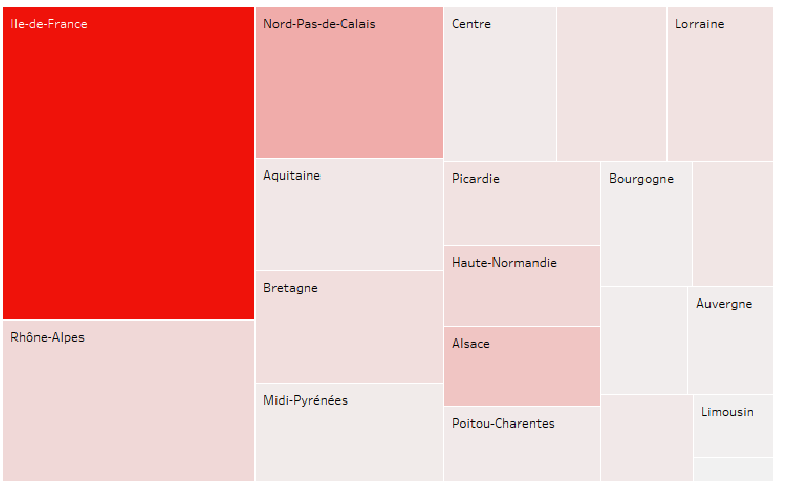 Ile-de-France
Nord-Pas-de-Calais
Centre
Lorraine
Aquitaine
Picardie
Bourgogne
Haute-Normandie
Bretagne
Auvergne
Rhône-Alpes
Alsace
Midi-Pyrénées
Limousin
Poitou-Charentes